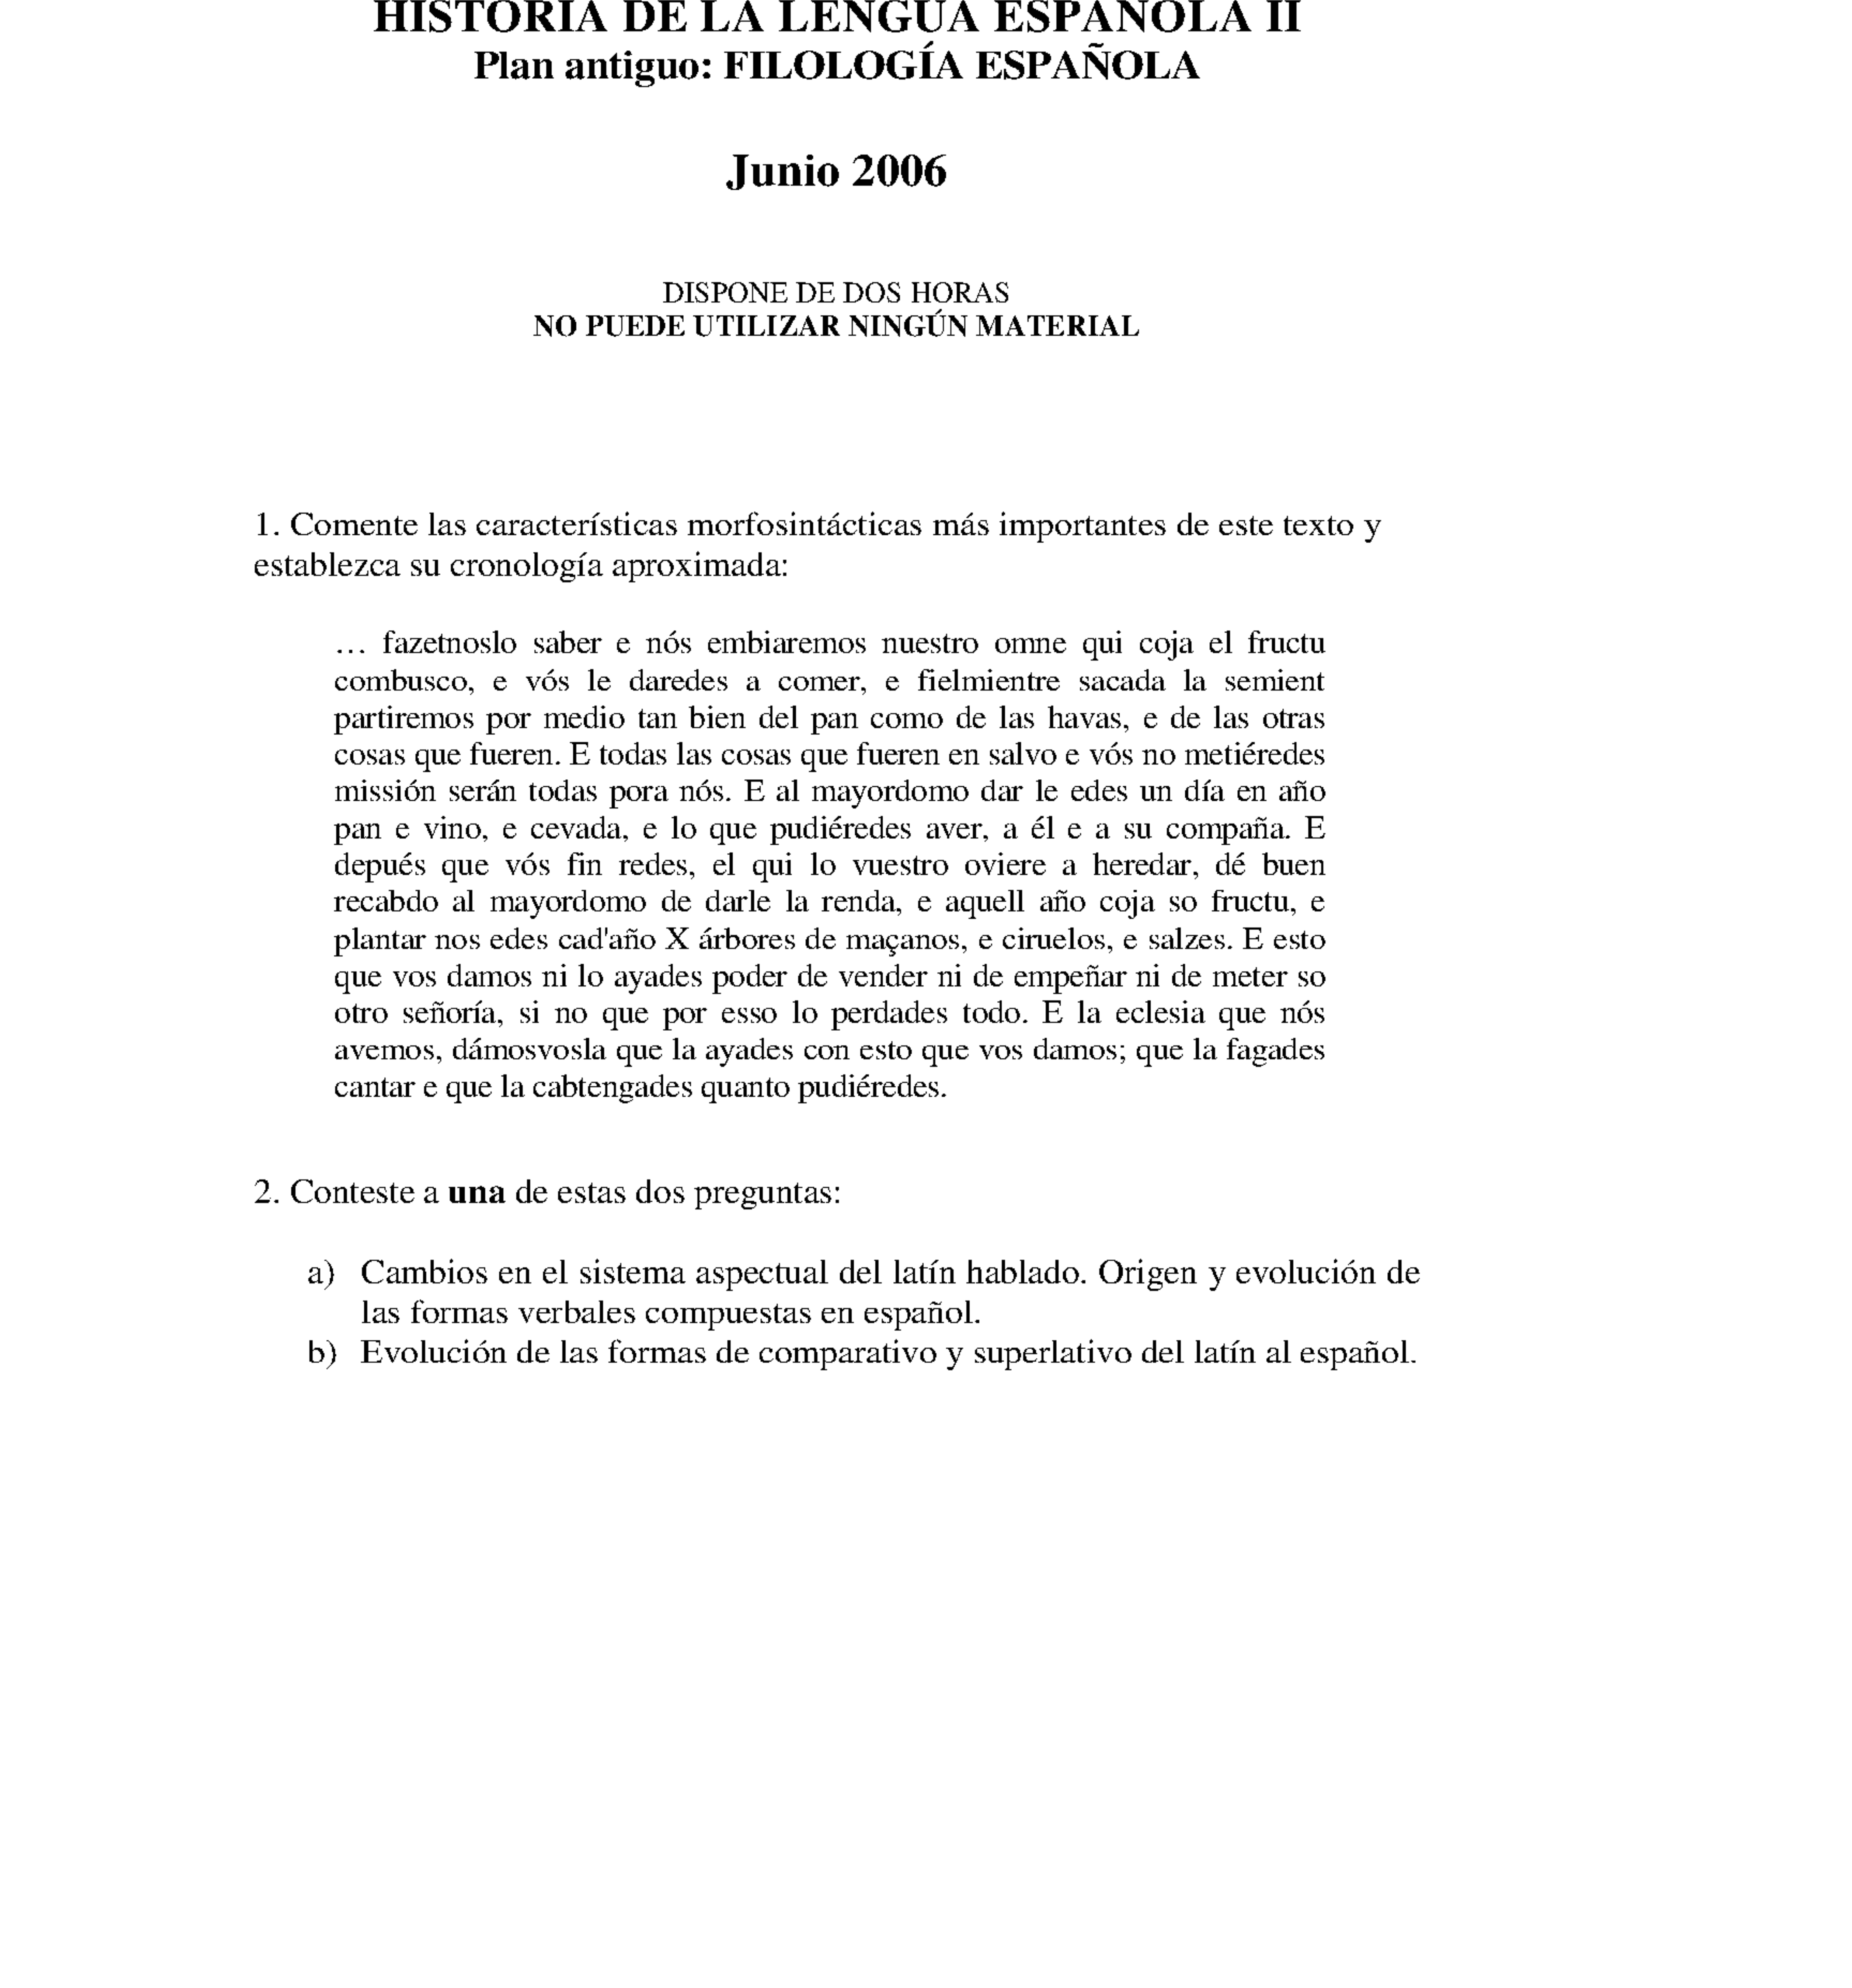 HISTORIA DE LA LENGUA ESPAÑOLA II
Plan antiguo: FILOLOGÍA ESPAÑOLA
Junio 2006
DISPONE DE DOS HORAS
NO PUEDE UTILIZAR NINGÚN MATERIAL
1. Comente las características morfosintácticas más importantes de este texto y
establezca su cronología aproximada:
… fazetnoslo saber e nós embiaremos nuestro omne qui coja el fructu
combusco, e vós le daredes a comer, e fielmientre sacada la semient
partiremos por medio tan bien del pan como de las havas, e de las otras
cosas que fueren. E todas las cosas que fueren en salvo e vós no metiéredes
missión serán todas pora nós. E al mayordomo dar le edes un día en año
pan e vino, e cevada, e lo que pudiéredes aver, a él e a su compaña. E
depués que vós fin redes, el qui lo vuestro oviere a heredar, dé buen
recabdo al mayordomo de darle la renda, e aquell año coja so fructu, e
plantar nos edes cad'año X árbores de maçanos, e ciruelos, e salzes. E esto
que vos damos ni lo ayades poder de vender ni de empeñar ni de meter so
otro señoría, si no que por esso lo perdades todo. E la eclesia que nós
avemos, dámosvosla que la ayades con esto que vos damos; que la fagades
cantar e que la cabtengades quanto pudiéredes.
2. Conteste a una de estas dos preguntas:
a) Cambios en el sistema aspectual del latín hablado. Origen y evolución de
las formas verbales compuestas en español.
b) Evolución de las formas de comparativo y superlativo del latín al español.